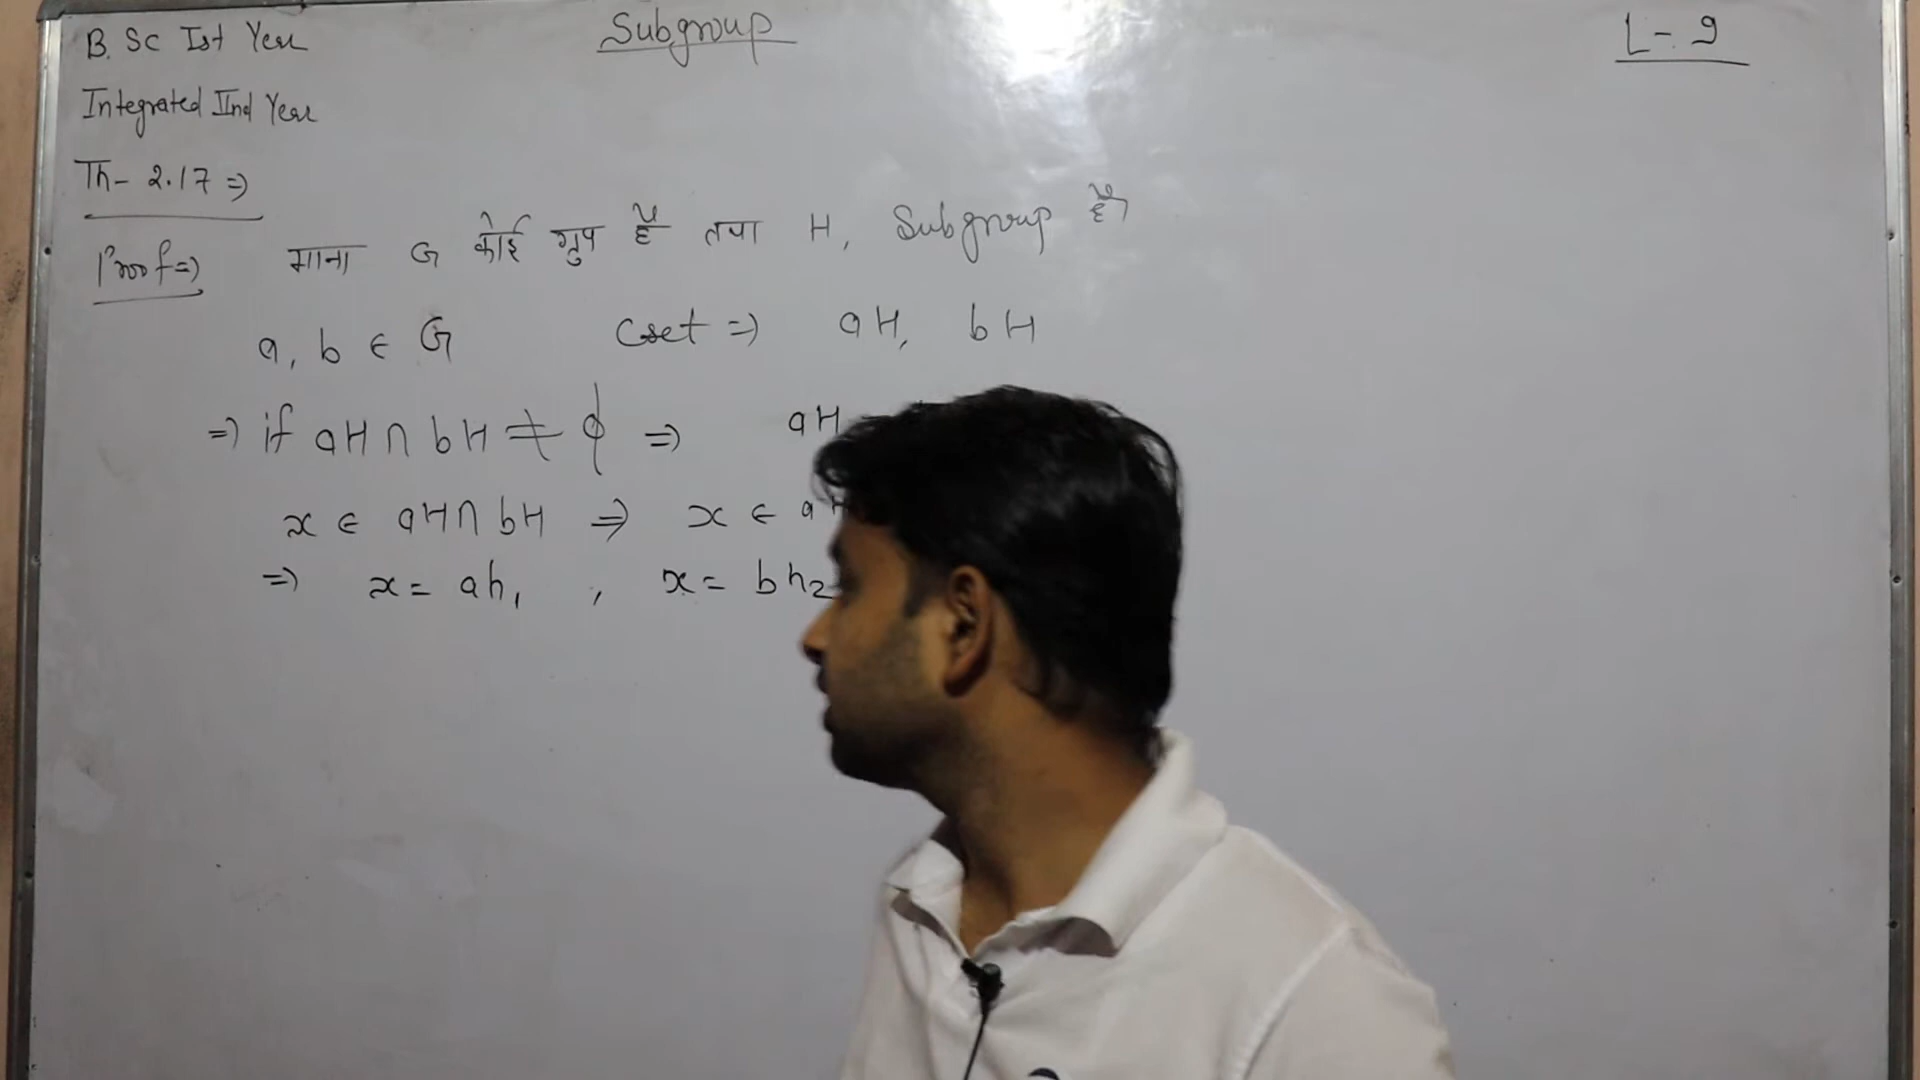 Subgroup
L - 9
B. Sc Ist Year
Integrated IInd Year
Th - 2.17 ⇒
Proof ⇒ माना G कोई ग्रुप है तथा H, Subgroup है
a, b ∈ G Coset ⇒ aH, bH
⇒ if aH ∩ bH ≠ ϕ ⇒ aH
x ∈ aH ∩ bH ⇒ x ∈ aH
⇒ x = ah₁ , x = bh₂